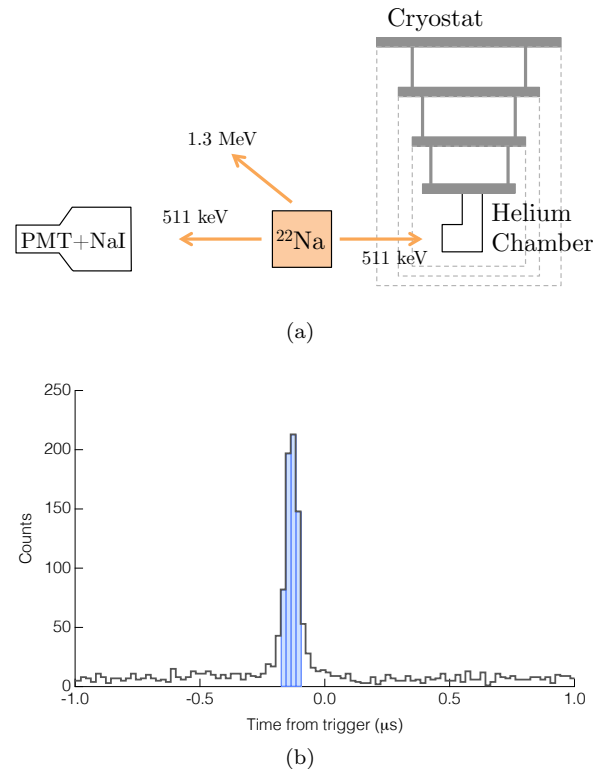 Cryostat
1.3 MeV
511 keV
PMT+NaI
²²Na
511 keV
Helium
Chamber
(a)
250
200
150
100
50
0
Counts
-1.0
-0.5
0.0
0.5
1.0
Time from trigger (µs)
(b)